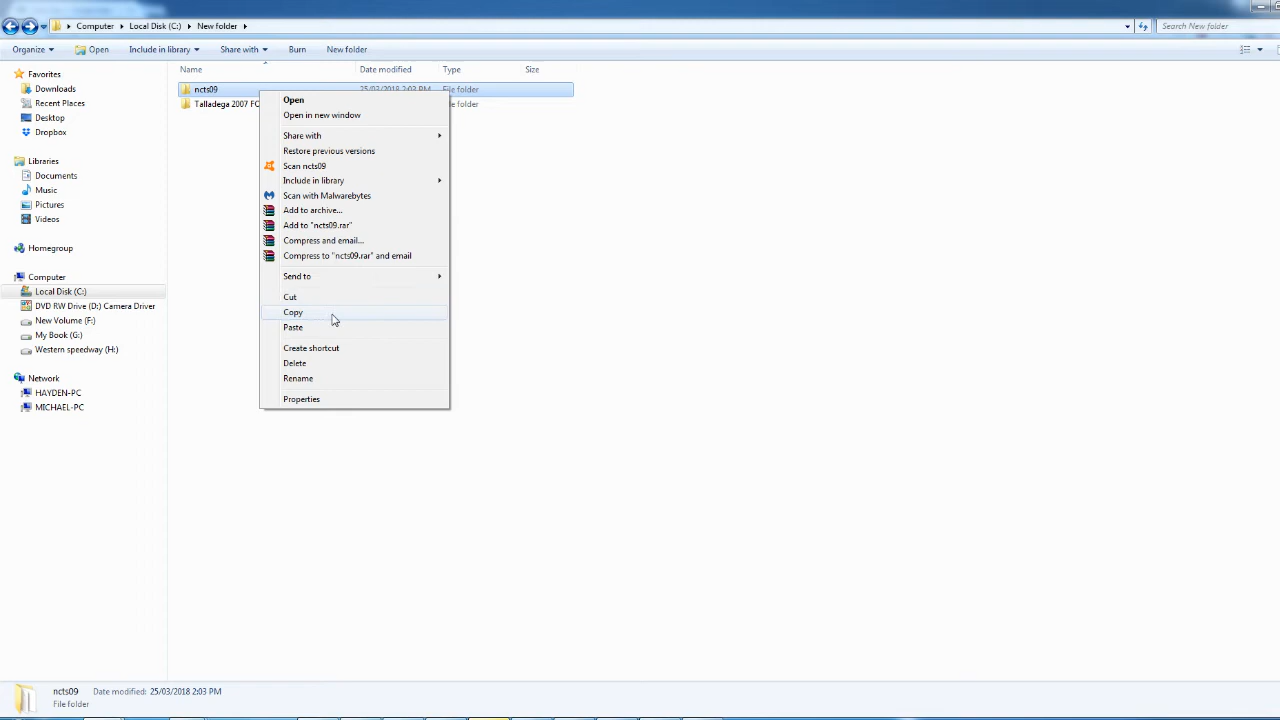 Computer ▸ Local Disk (C:) ▸ New folder ▸
Search New folder
Organize ▾ Open Include in library ▾ Share with ▾ Burn New folder
Name Date modified Type Size
ncts09 25/03/2018 2:03 PM File folder
Talladega 2007 FC
Favorites
Downloads
Recent Places
Desktop
Dropbox
Libraries
Documents
Music
Pictures
Videos
Homegroup
Computer
Local Disk (C:)
DVD RW Drive (D:) Camera Driver
New Volume (F:)
My Book (G:)
Western speedway (H:)
Network
HAYDEN-PC
MICHAEL-PC
Open
Open in new window
Share with
Restore previous versions
Scan ncts09
Include in library
Scan with Malwarebytes
Add to archive...
Add to "ncts09.rar"
Compress and email...
Compress to "ncts09.rar" and email
Send to
Cut
Copy
Paste
Create shortcut
Delete
Rename
Properties
ncts09 Date modified: 25/03/2018 2:03 PM
File folder